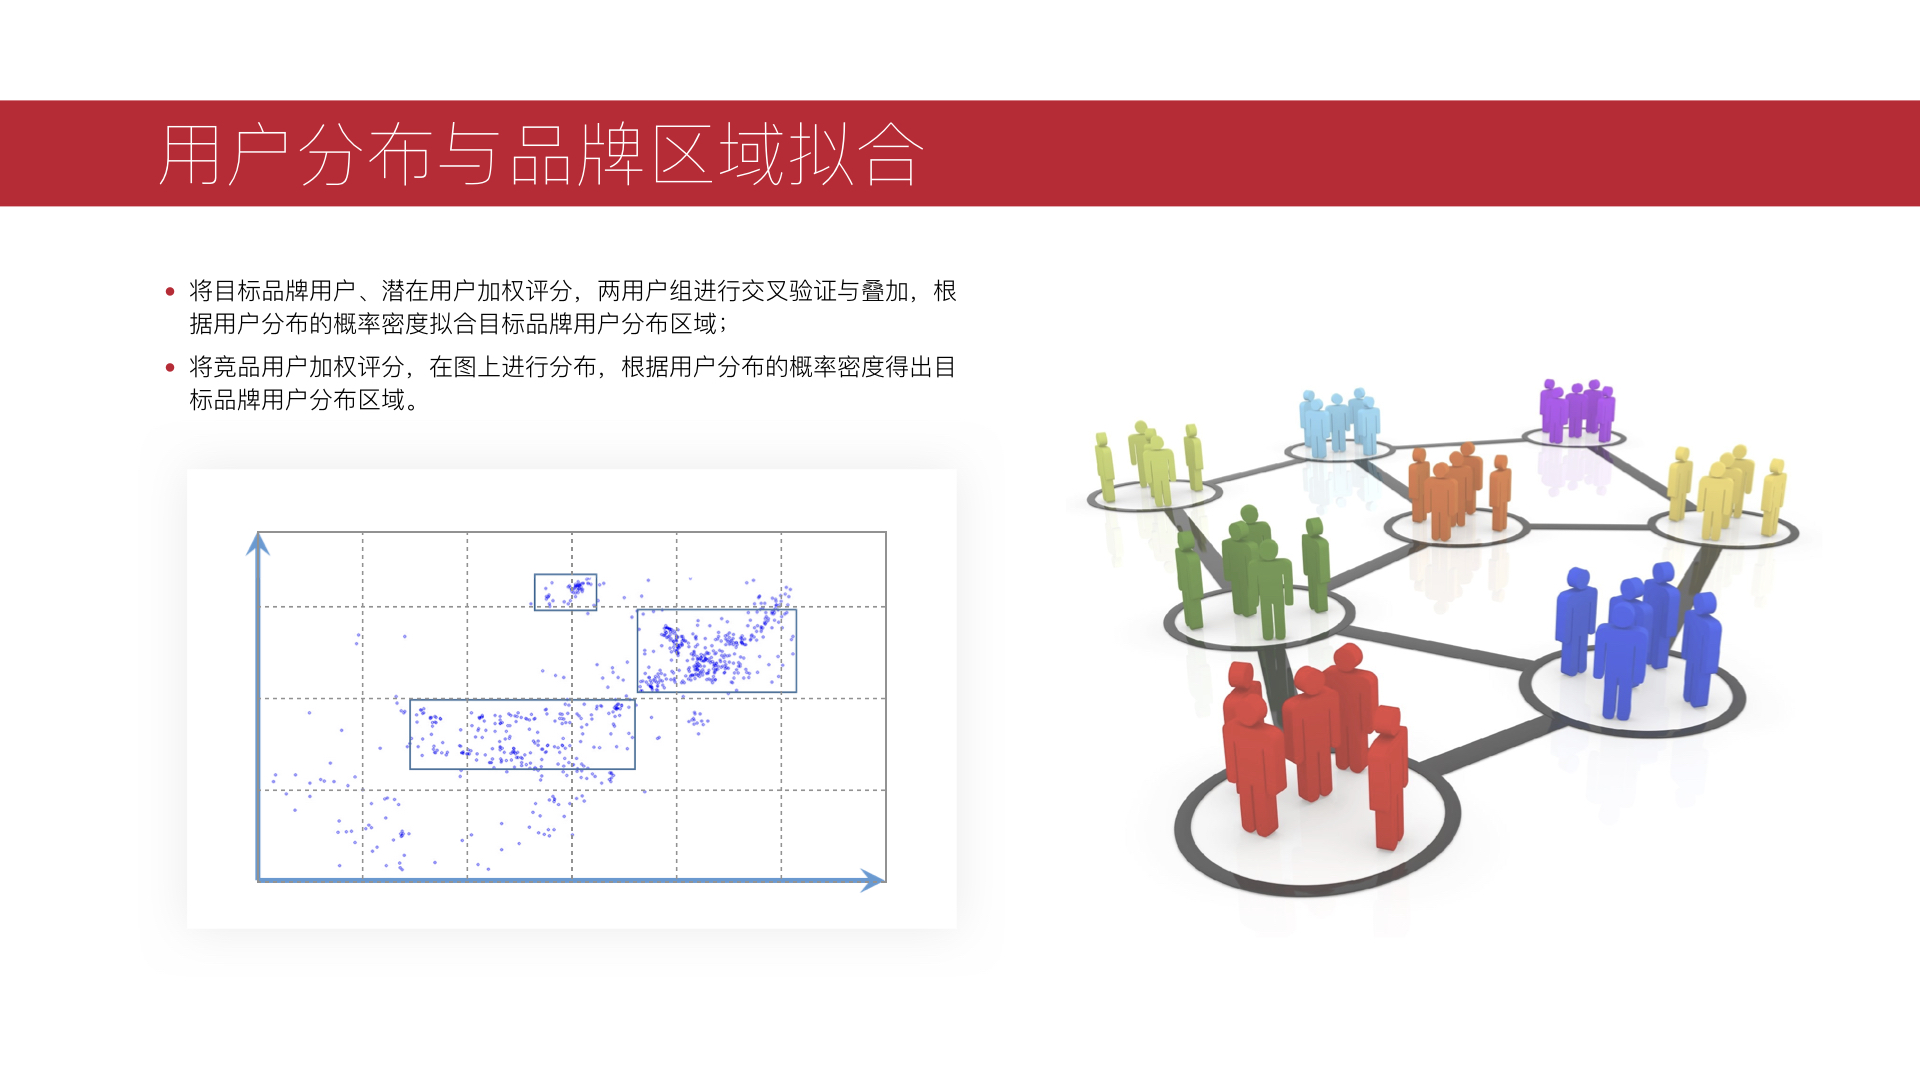 用户分布与品牌区域拟合
将目标品牌用户、潜在用户加权评分，两用户组进行交叉验证与叠加，根
据用户分布的概率密度拟合目标品牌用户分布区域；
将竞品用户加权评分，在图上进行分布，根据用户分布的概率密度得出目
标品牌用户分布区域。